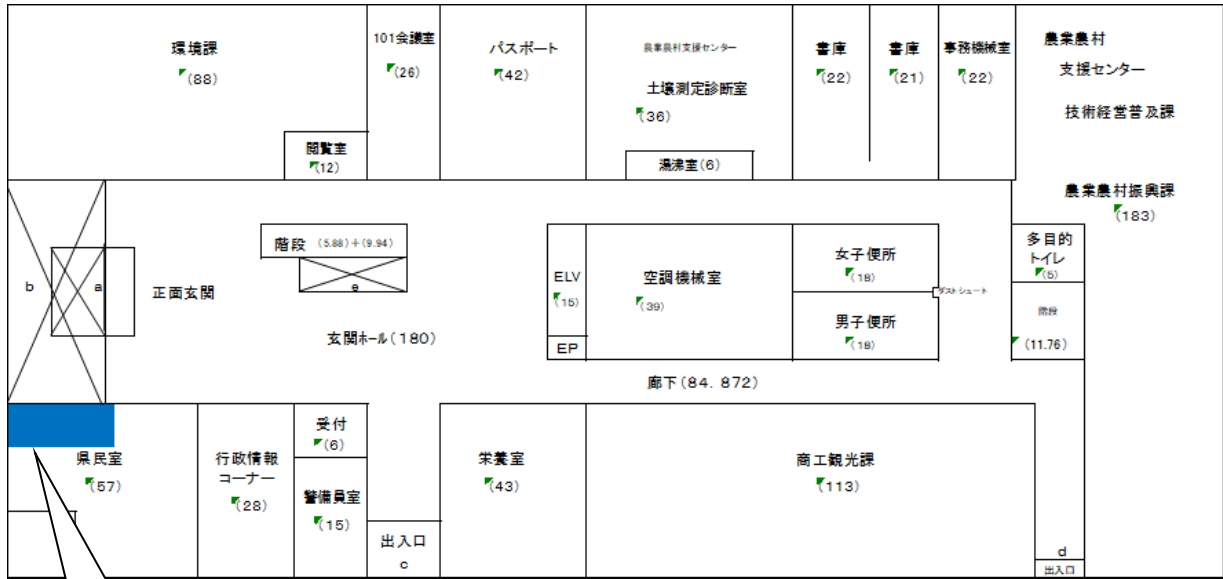 環境課
(88)
閲覧室
(12)
101会議室
(26)
パスポート
(42)
農業農村支援センター
土壌測定診断室
(36)
湯沸室(6)
書庫
(22)
書庫
(21)
事務機械室
(22)
農業農村
支援センター
技術経営普及課
農業農村振興課
(183)
b
a
正面玄関
階段 (5.88)+(9.94)
e
玄関ホール(180)
ELV
(15)
EP
空調機械室
(39)
女子便所
(18)
男子便所
(18)
ダストシュート
多目的
トイレ
(5)
階段
(11.76)
廊下(84.872)
県民室
(57)
行政情報
コーナー
(28)
受付
(6)
警備員室
(15)
出入口
c
栄養室
(43)
商工観光課
(113)
d
出入口